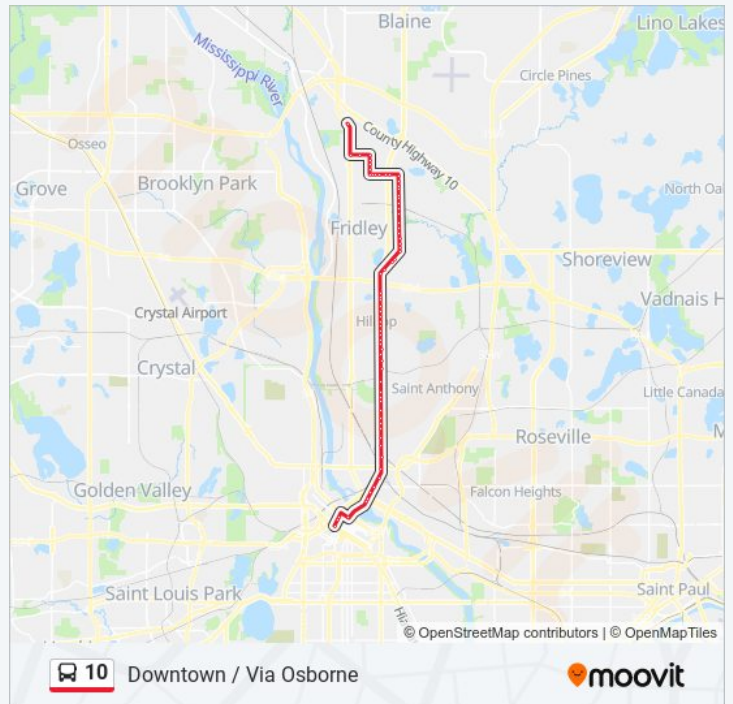 Blaine
Lino Lakes
Mississippi
River
Circle Pines
County Highway 10
Osseo
Grove
Brooklyn Park
North Oa
Fridley
Shoreview
Vadnais H
Crystal Airport
Hilltop
Crystal
Saint Anthony
Little Canada
Roseville
M
Golden Valley
Falcon Heights
Saint Louis Park
Saint Paul
Hi
© OpenStreetMap contributors | © OpenMapTiles
10 Downtown / Via Osborne
moovit